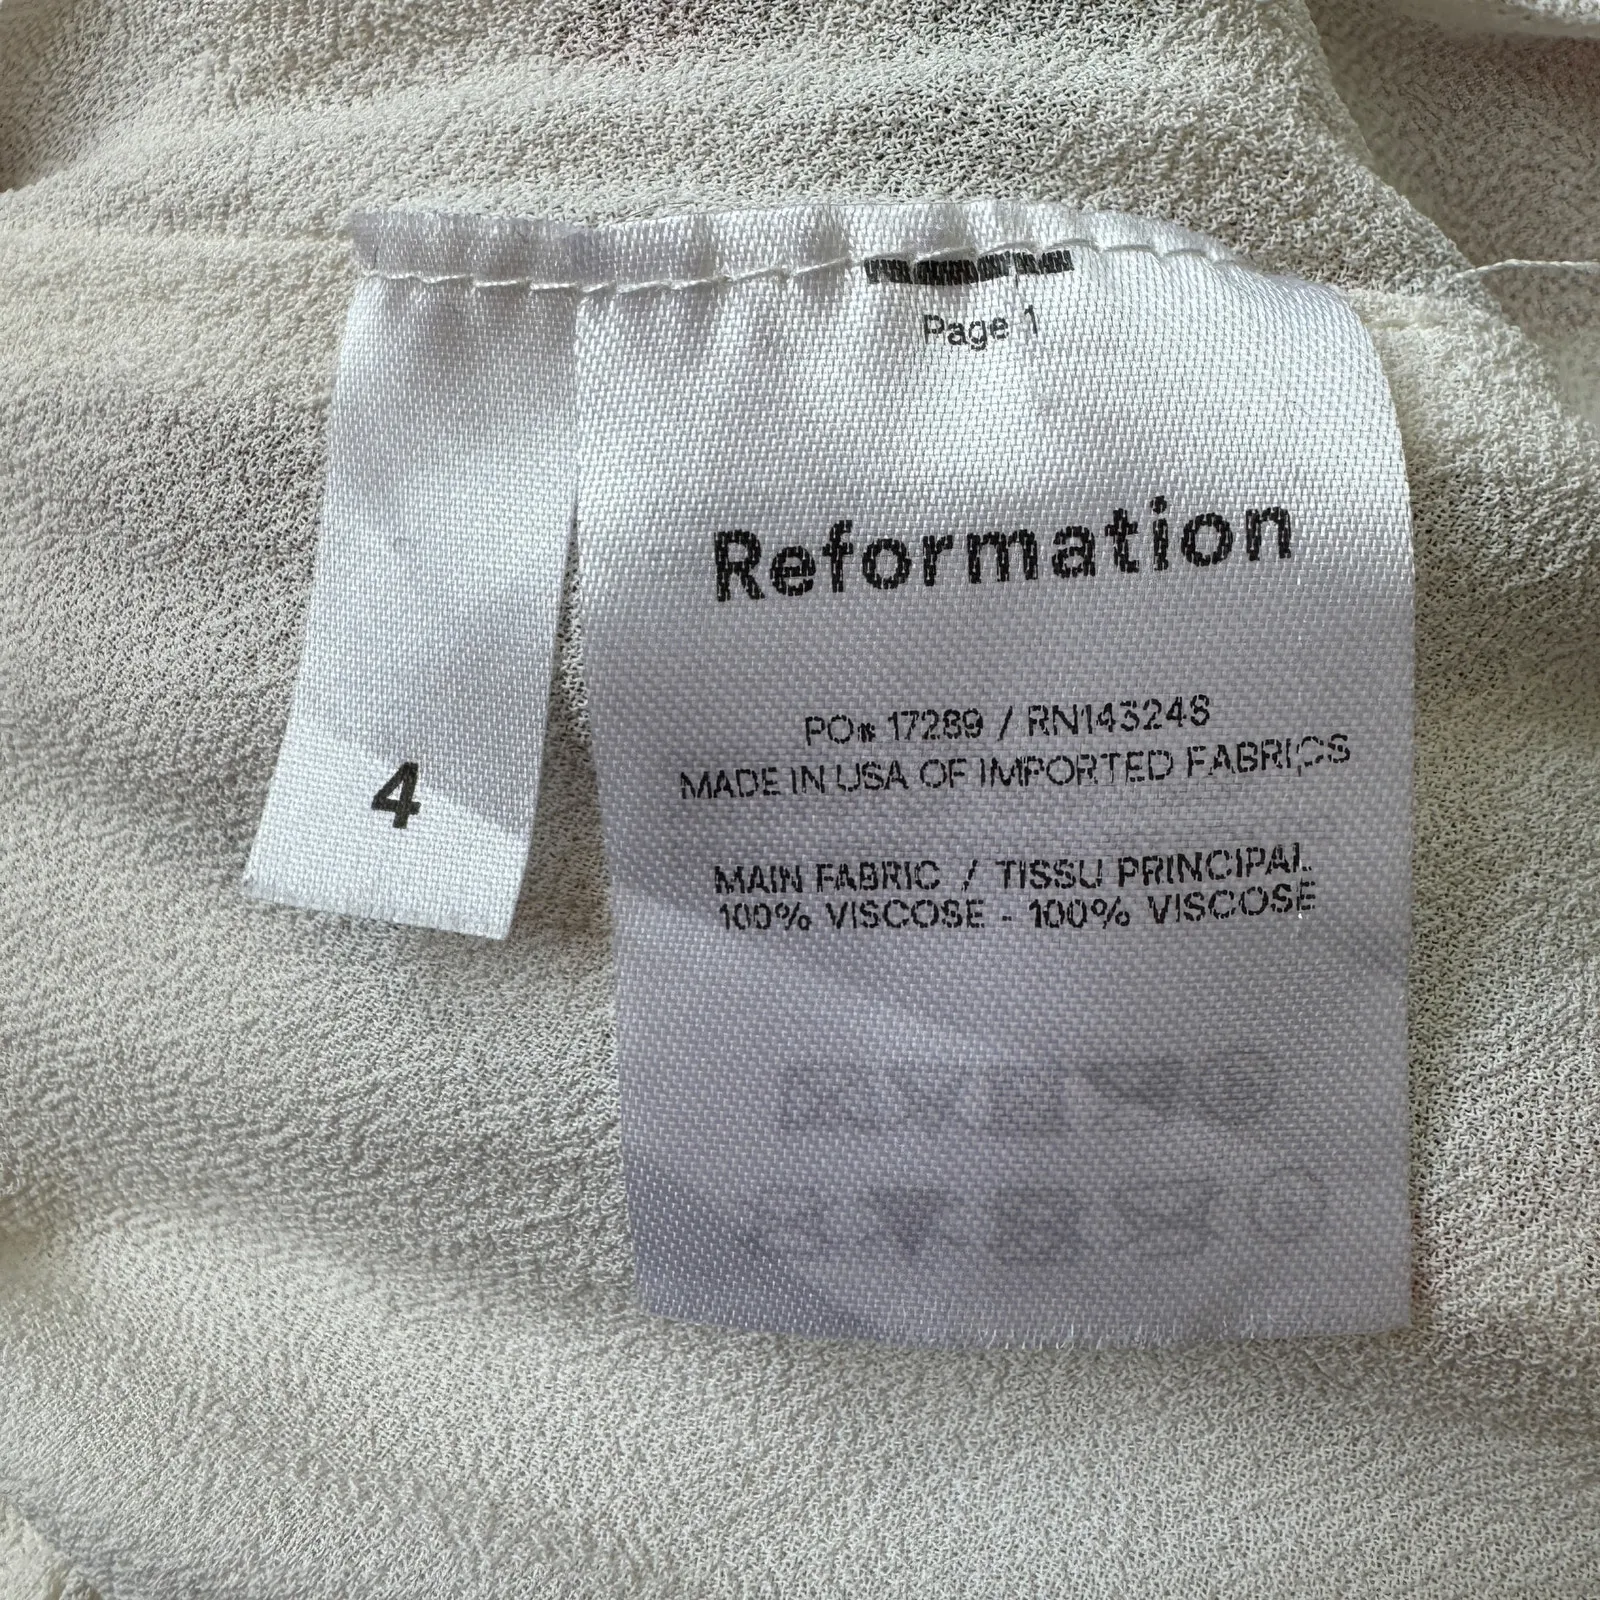 Page 1
Reformation
PO# 17289 / RN143248
MADE IN USA OF IMPORTED FABRICS
MAIN FABRIC / TISSU PRINCIPAL
100% VISCOSE - 100% VISCOSE
4